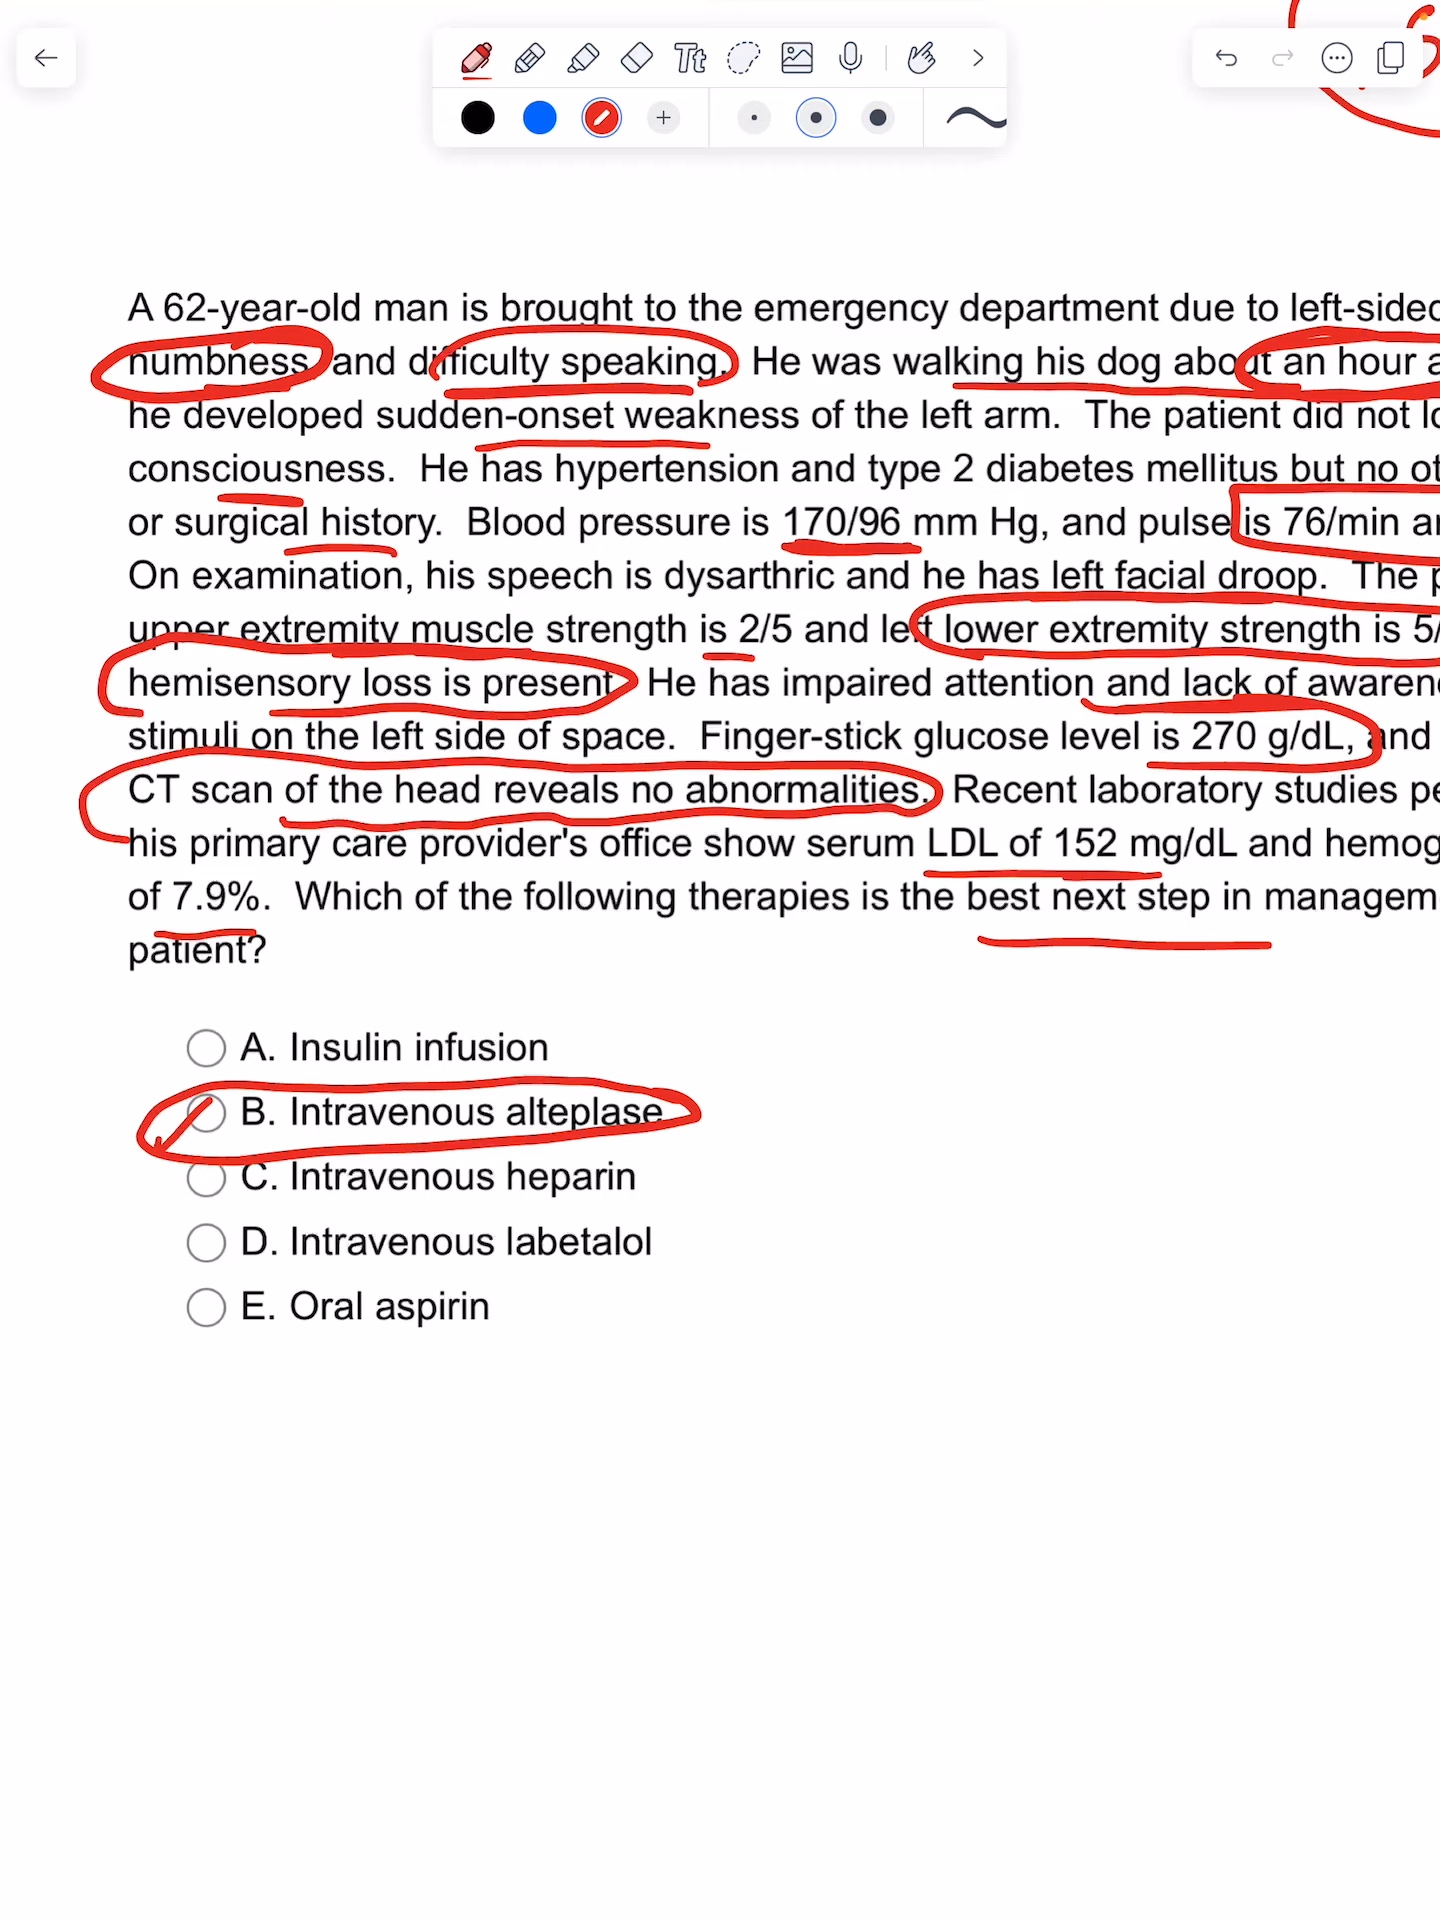 Tt
A 62-year-old man is brought to the emergency department due to left-sided
numbness and difficulty speaking. He was walking his dog about an hour a
he developed sudden-onset weakness of the left arm. The patient did not lo
consciousness. He has hypertension and type 2 diabetes mellitus but no ot
or surgical history. Blood pressure is 170/96 mm Hg, and pulse is 76/min an
On examination, his speech is dysarthric and he has left facial droop. The p
upper extremity muscle strength is 2/5 and left lower extremity strength is 5/
hemisensory loss is present. He has impaired attention and lack of awaren
stimuli on the left side of space. Finger-stick glucose level is 270 g/dL, and
CT scan of the head reveals no abnormalities. Recent laboratory studies pe
his primary care provider's office show serum LDL of 152 mg/dL and hemog
of 7.9%. Which of the following therapies is the best next step in managem
patient?
A. Insulin infusion
B. Intravenous alteplase
C. Intravenous heparin
D. Intravenous labetalol
E. Oral aspirin